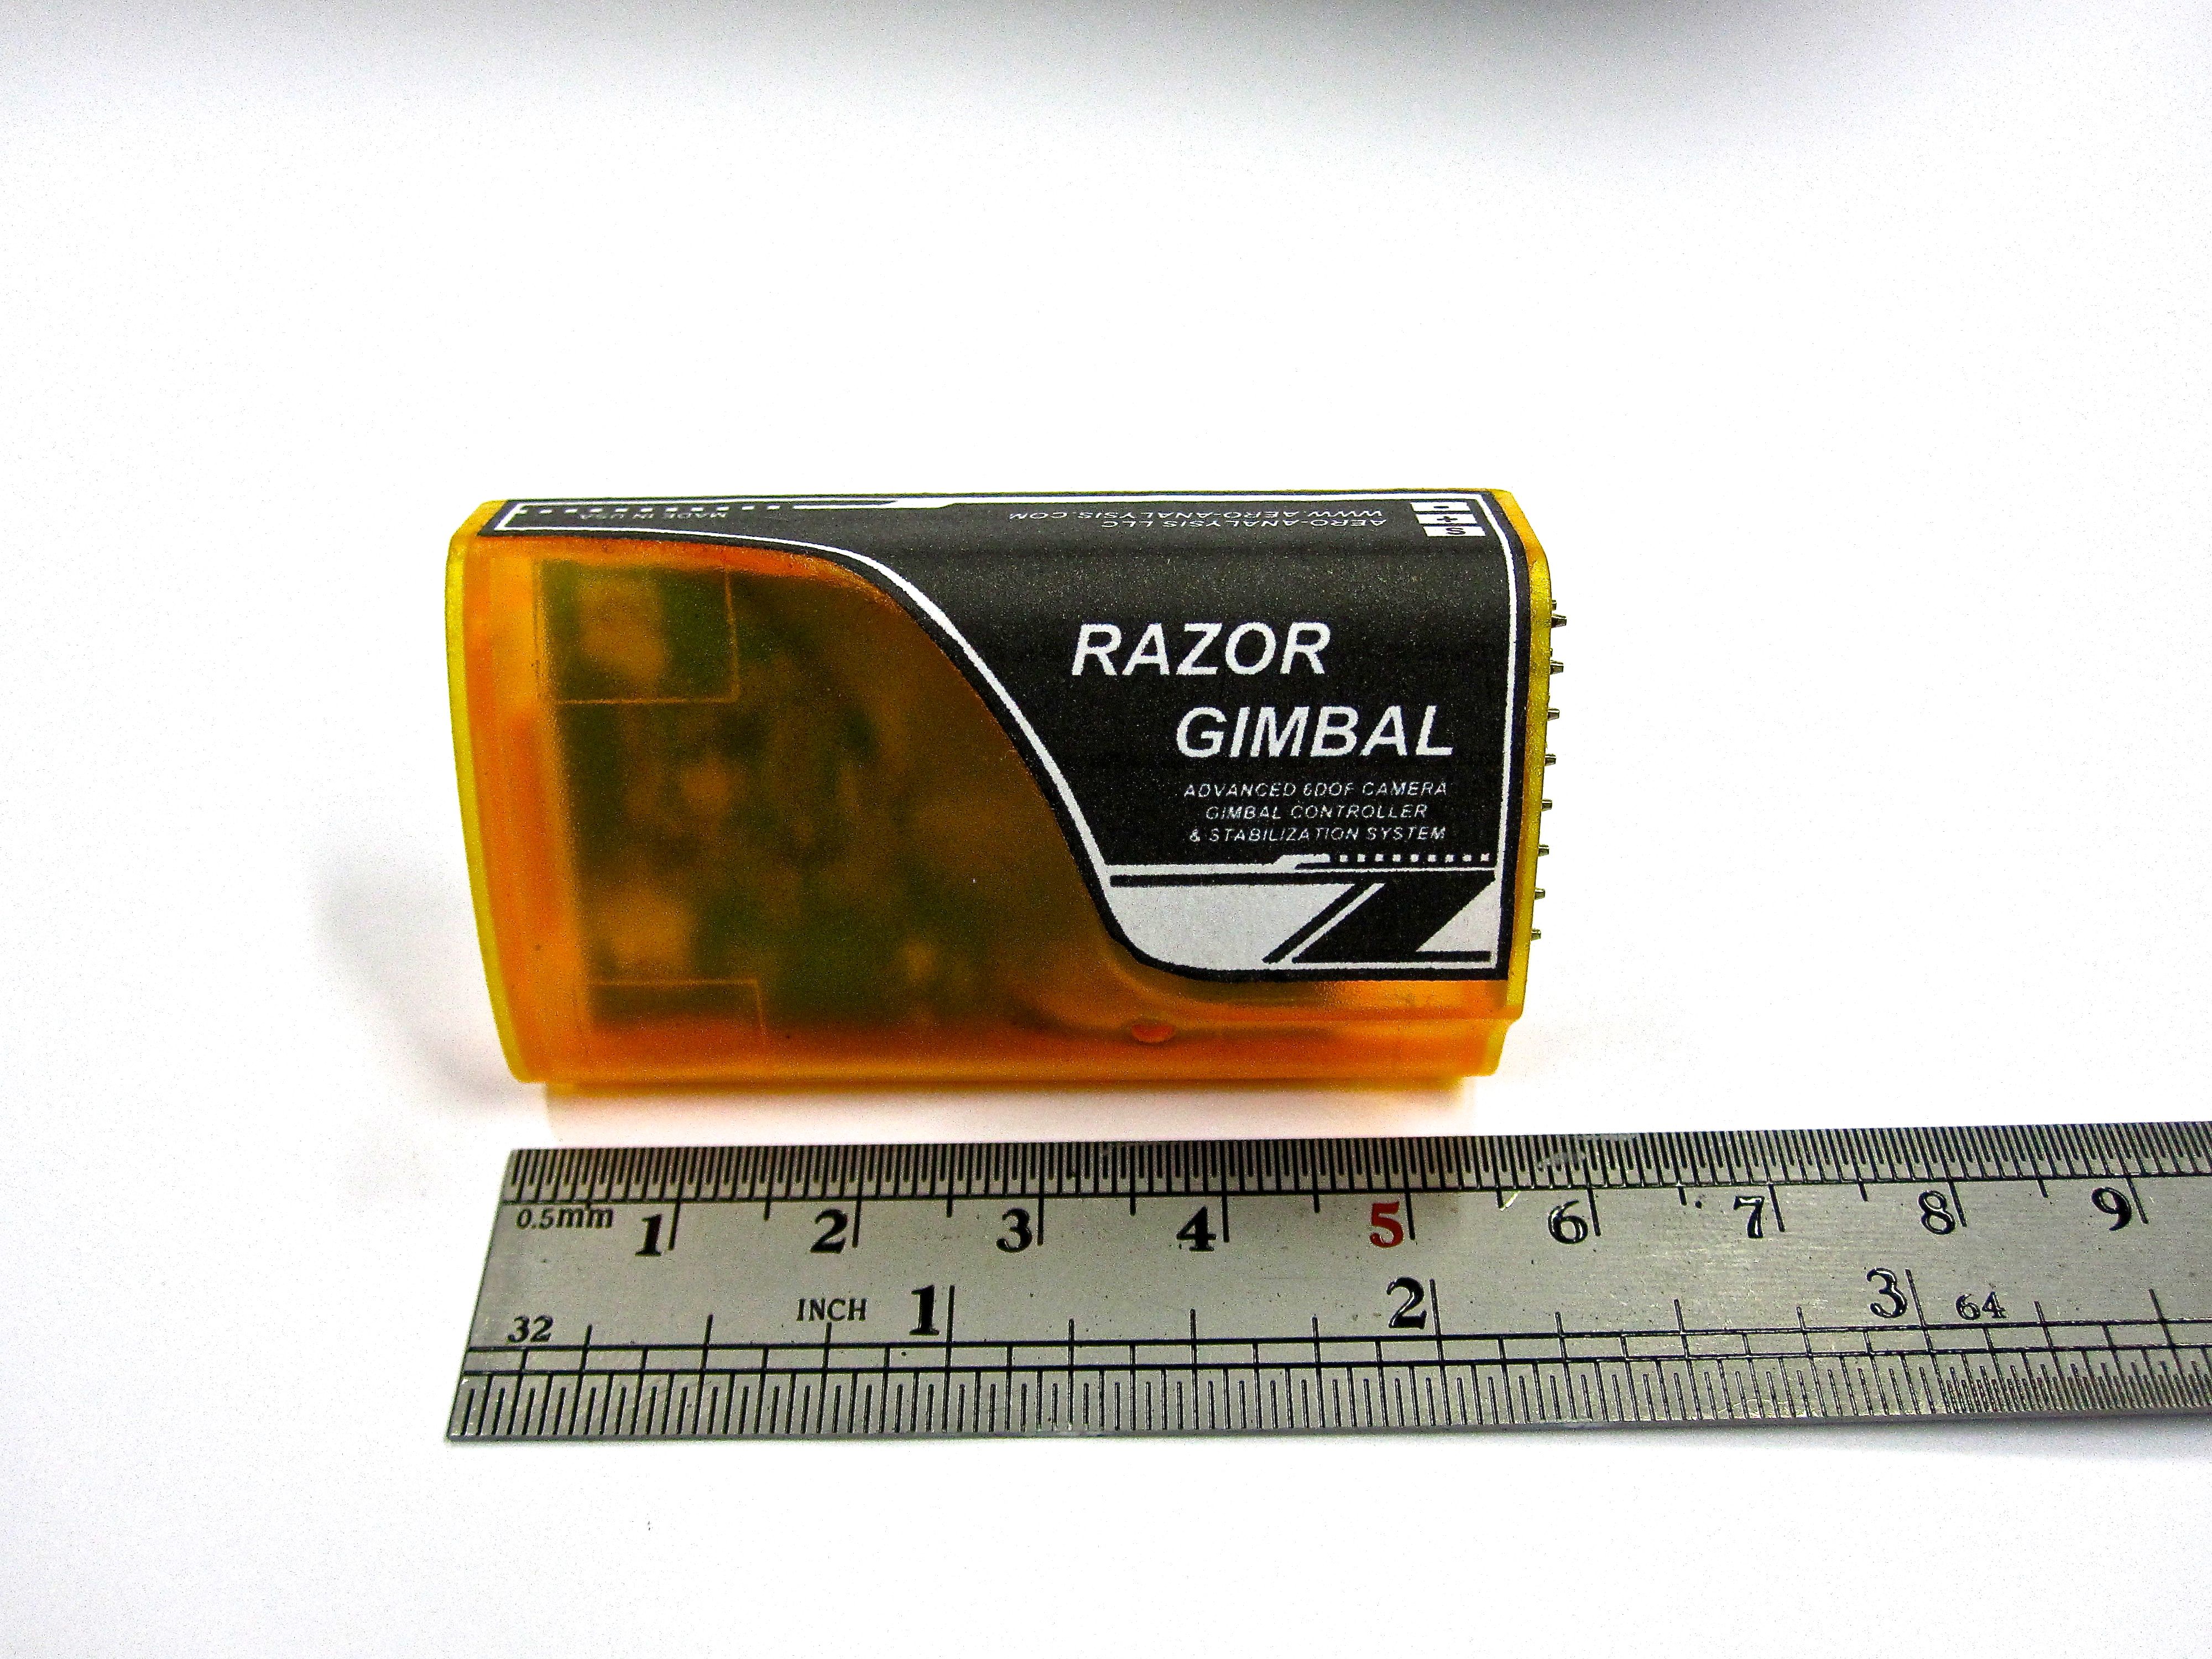 MADE IN USA
AERO-ANALYSIS LLC
WWW.AERO-ANALYSIS.COM
- + S
RAZOR
GIMBAL
ADVANCED 6DOF CAMERA
GIMBAL CONTROLLER
& STABILIZATION SYSTEM
0.5mm 1 2 3 4 5 6 7 8 9
32 INCH 1 2 3 64